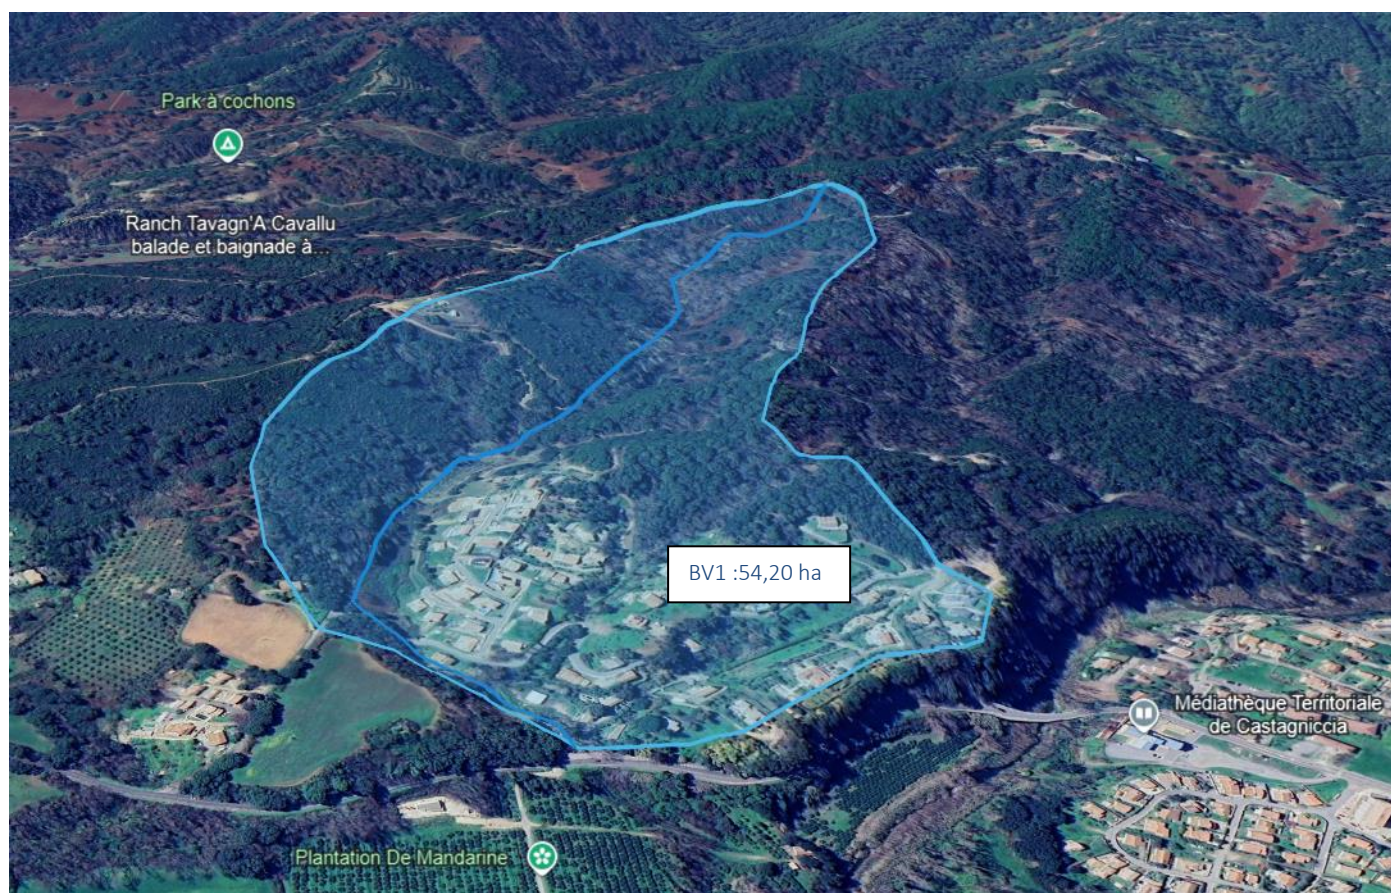 Park à cochons
Ranch Tavagn'A Cavallu
balade et baignade à...
BV1 :54,20 ha
Médiathèque Territoriale
de Castagniccia
Plantation De Mandarine